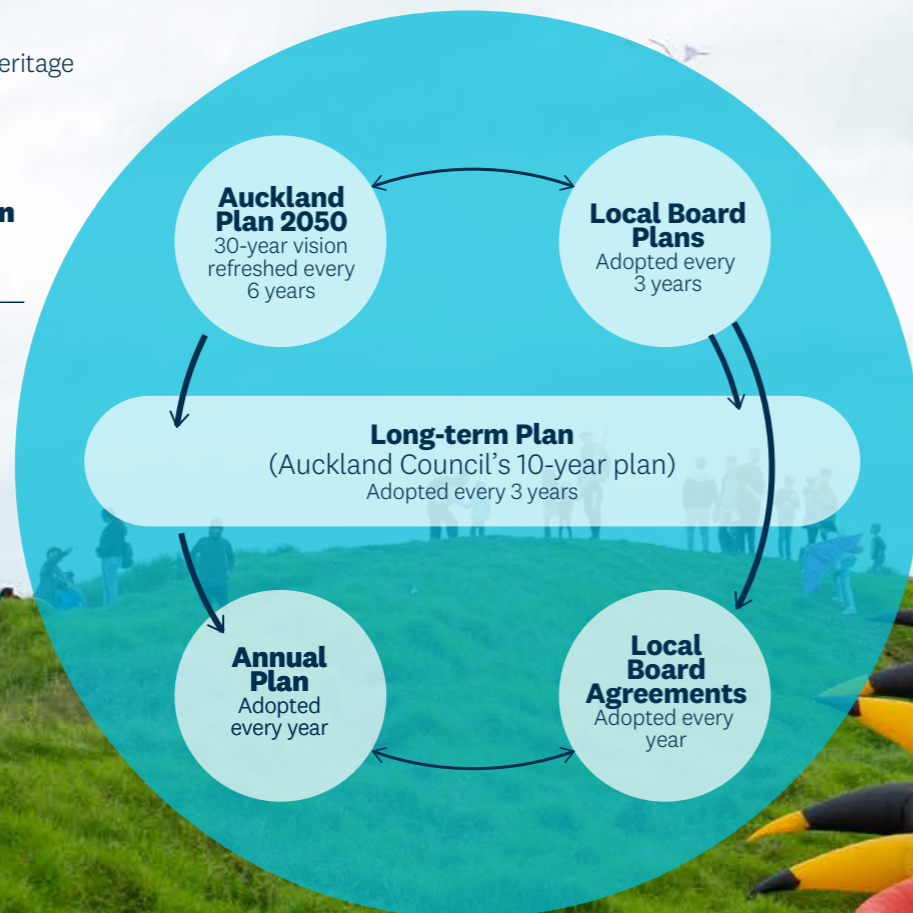 eritage
n
Auckland
Plan 2050
30-year vision
refreshed every
6 years
Local Board
Plans
Adopted every
3 years
Long-term Plan
(Auckland Council’s 10-year plan)
Adopted every 3 years
Annual
Plan
Adopted
every year
Local
Board
Agreements
Adopted every
year